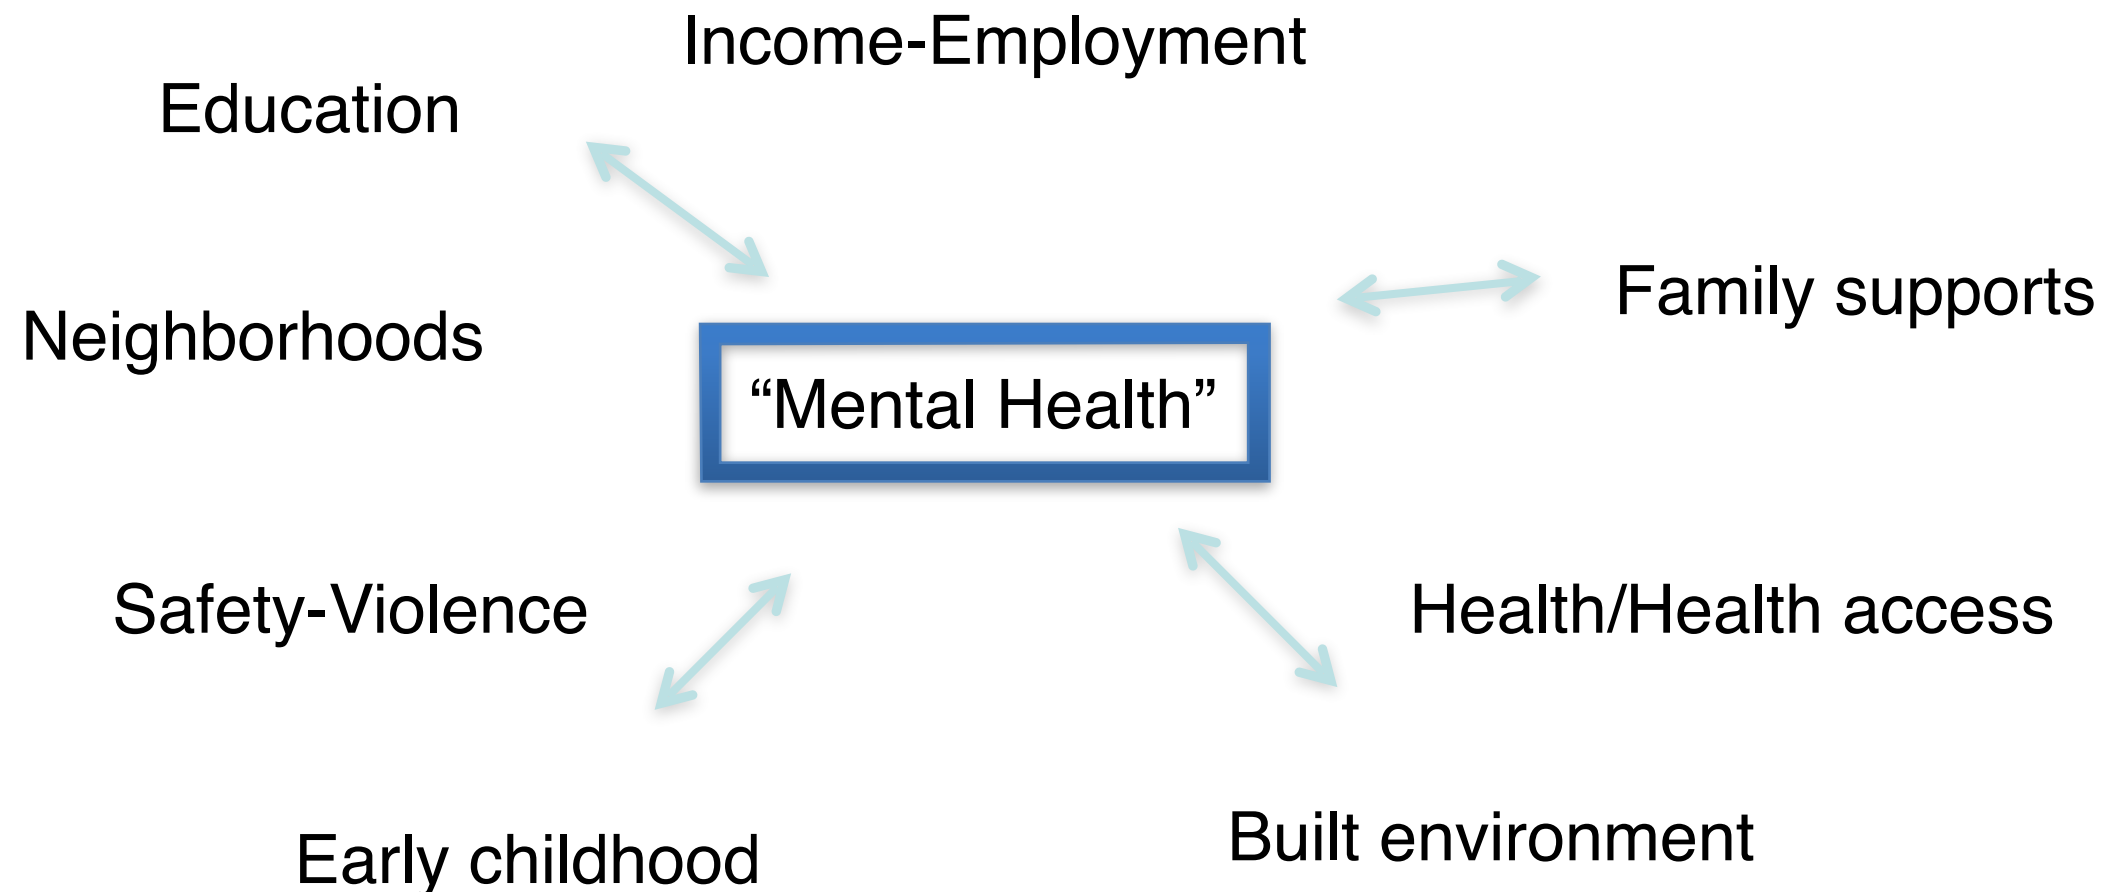 Income-Employment
Education
Family supports
Neighborhoods
“Mental Health”
Safety-Violence
Health/Health access
Built environment
Early childhood